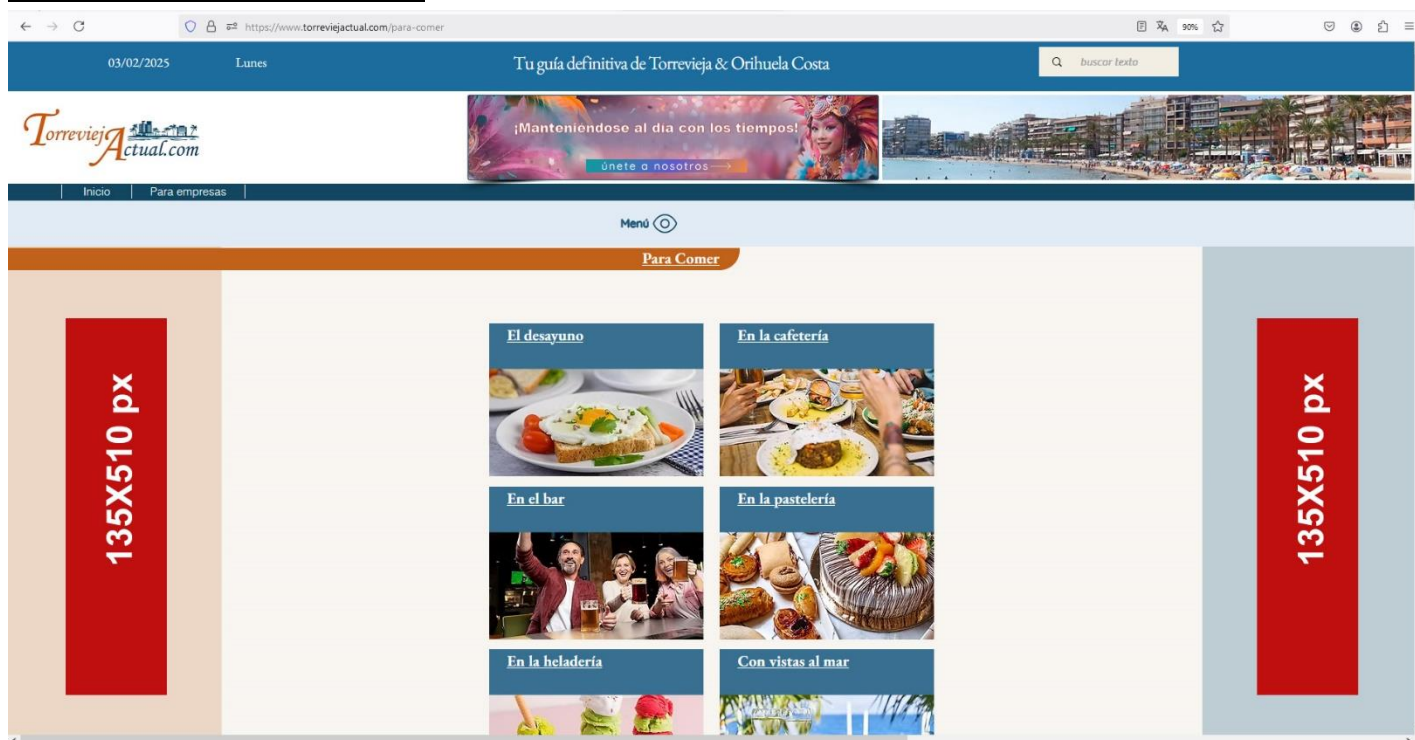 https://www.torreviejactual.com/para-comer
90%
03/02/2025
Lunes
Tu guía definitiva de Torrevieja & Orihuela Costa
buscar texto
TorreviejActual.com
¡Manteniéndose al día con los tiempos!
únete a nosotros
Inicio
Para empresas
Menú
Para Comer
135X510 px
El desayuno
En la cafetería
En el bar
En la pastelería
En la heladería
Con vistas al mar
135X510 px